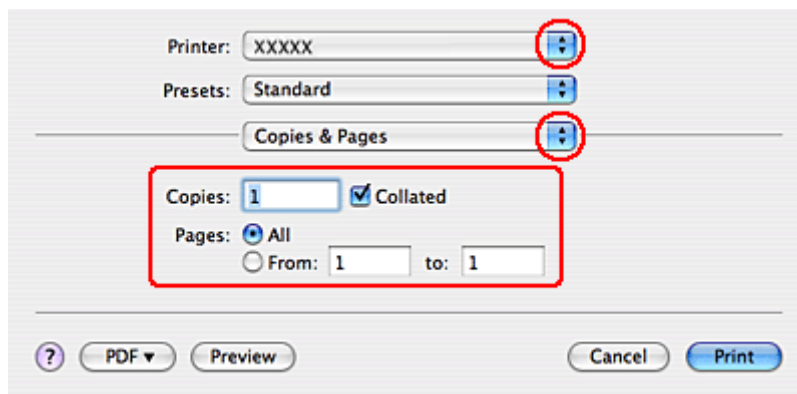 Printer: XXXXX
Presets: Standard
Copies & Pages
Copies: 1 Collated
Pages: All
From: 1 to: 1
? PDF Preview Cancel Print